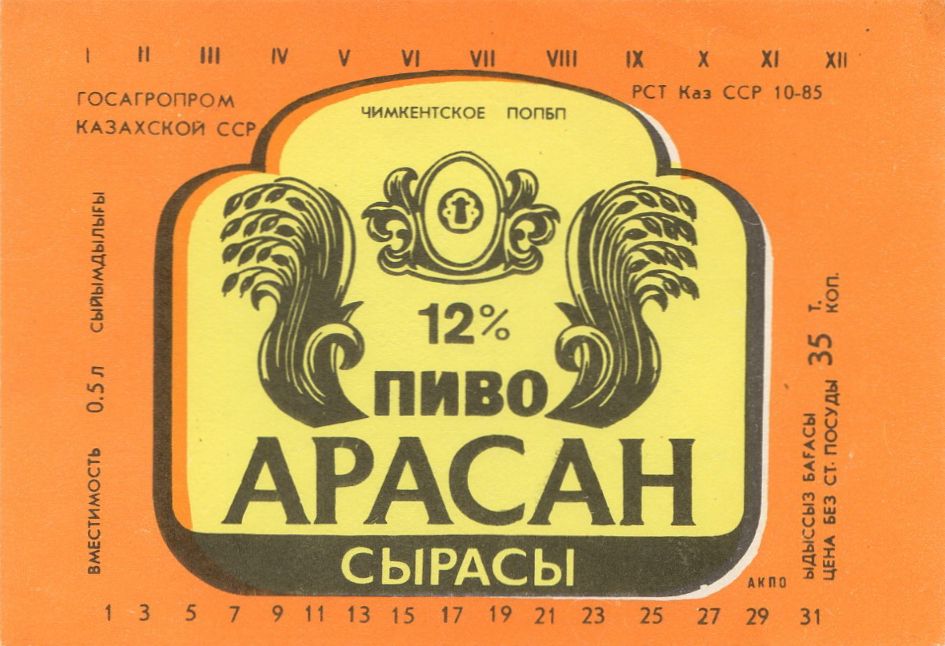 I II III IV V VI VII VIII IX X XI XII
ГОСАГРОПРОМ
КАЗАХСКОЙ ССР
ЧИМКЕНТСКОЕ ПОПБП
РСТ Каз ССР 10-85
ВМЕСТИМОСТЬ 0.5 л СЫЙЫМДЫЛЫҒЫ
12%
ПИВО
АРАСАН
СЫРАСЫ
ЫДЫССЫЗ БАҒАСЫ 35 Т.
ЦЕНА БЕЗ СТ. ПОСУДЫ КОП.
АКПО
1 3 5 7 9 11 13 15 17 19 21 23 25 27 29 31